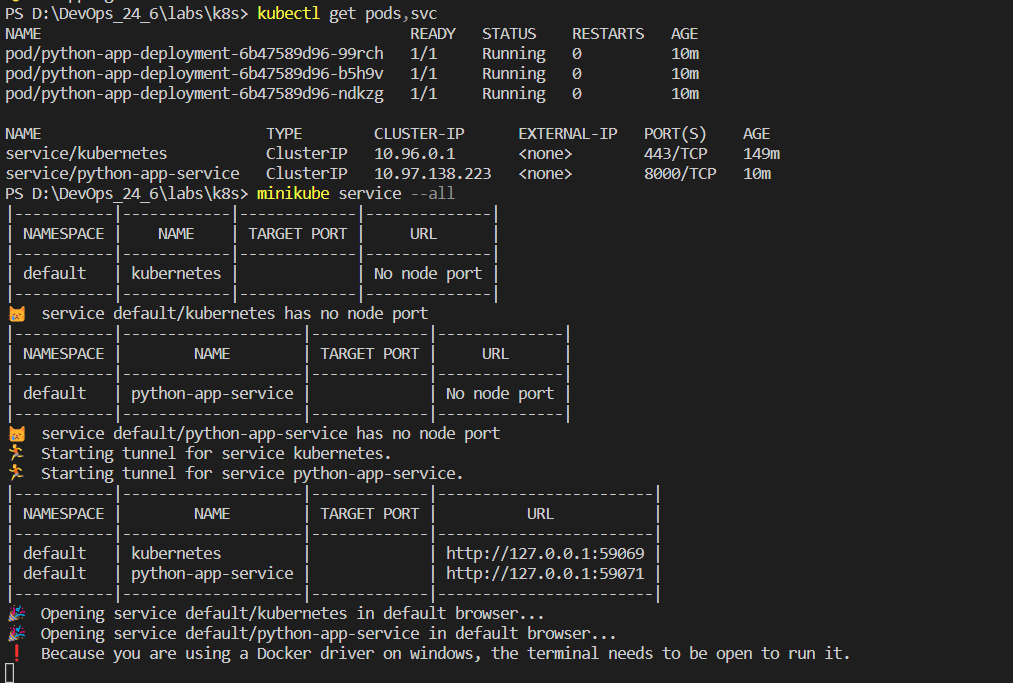 PS D:\DevOps_24_6\labs\k8s> kubectl get pods,svc
NAME                                         READY   STATUS    RESTARTS   AGE
pod/python-app-deployment-6b47589d96-99rch   1/1     Running   0          10m
pod/python-app-deployment-6b47589d96-b5h9v   1/1     Running   0          10m
pod/python-app-deployment-6b47589d96-ndkzg   1/1     Running   0          10m

NAME                         TYPE        CLUSTER-IP      EXTERNAL-IP   PORT(S)    AGE
service/kubernetes           ClusterIP   10.96.0.1       <none>        443/TCP    149m
service/python-app-service   ClusterIP   10.97.138.223   <none>        8000/TCP   10m
PS D:\DevOps_24_6\labs\k8s> minikube service --all
|-----------|------------|-------------|--------------|
| NAMESPACE |    NAME    | TARGET PORT |     URL      |
|-----------|------------|-------------|--------------|
| default   | kubernetes |             | No node port |
|-----------|------------|-------------|--------------|
😿  service default/kubernetes has no node port
|-----------|--------------------|-------------|--------------|
| NAMESPACE |        NAME        | TARGET PORT |     URL      |
|-----------|--------------------|-------------|--------------|
| default   | python-app-service |             | No node port |
|-----------|--------------------|-------------|--------------|
😿  service default/python-app-service has no node port
🏃  Starting tunnel for service kubernetes.
🏃  Starting tunnel for service python-app-service.
|-----------|--------------------|-------------|------------------------|
| NAMESPACE |        NAME        | TARGET PORT |          URL           |
|-----------|--------------------|-------------|------------------------|
| default   | kubernetes         |             | http://127.0.0.1:59069 |
| default   | python-app-service |             | http://127.0.0.1:59071 |
|-----------|--------------------|-------------|------------------------|
🎉  Opening service default/kubernetes in default browser...
🎉  Opening service default/python-app-service in default browser...
❗  Because you are using a Docker driver on windows, the terminal needs to be open to run it.